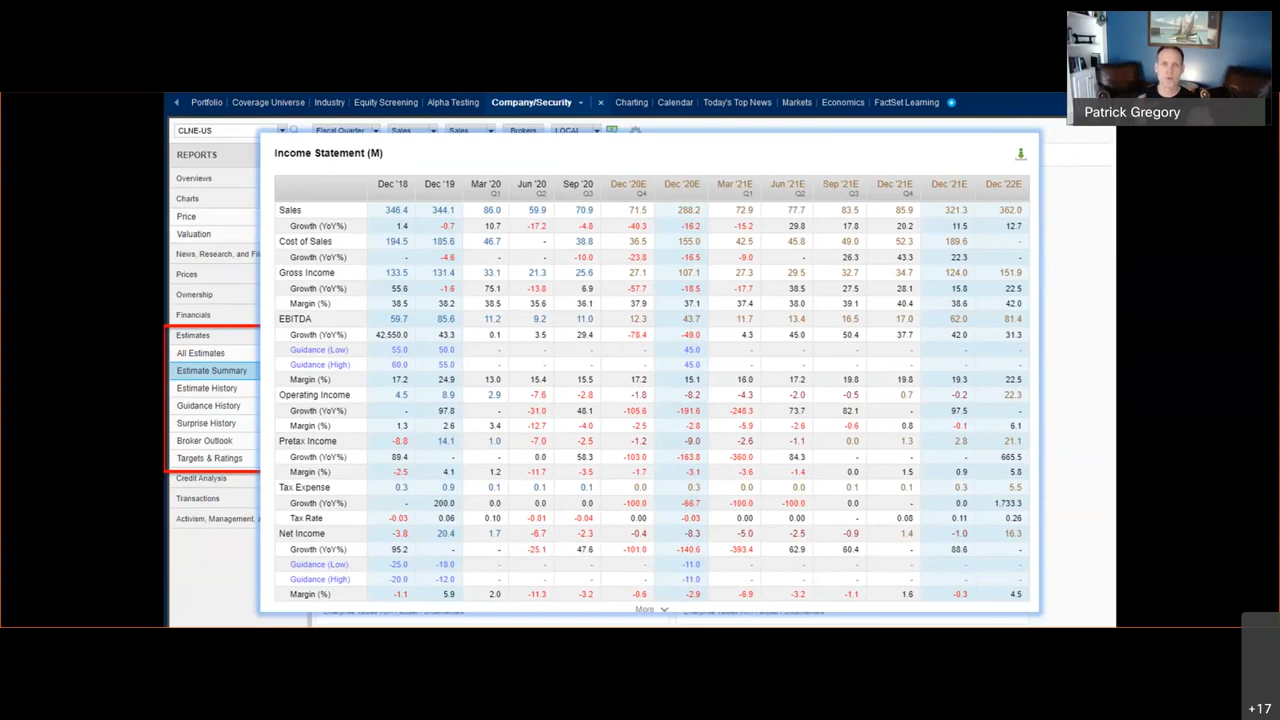 Patrick Gregory
Portfolio Coverage Universe Industry Equity Screening Alpha Testing Company/Security × Charting Calendar Today's Top News Markets Economics FactSet Learning
CLNE-US Fiscal Quarter Sales Sales Brokers LOCAL
REPORTS
Overviews
Charts
Price
Valuation
News, Research, and Fil
Prices
Ownership
Financials
Estimates
All Estimates
Estimate Summary
Estimate History
Guidance History
Surprise History
Broker Outlook
Targets & Ratings
Credit Analysis
Transactions
Activism, Management, a
Income Statement (M)
Dec '18 Dec '19 Mar '20 Jun '20 Sep '20 Dec '20E Dec '20E Mar '21E Jun '21E Sep '21E Dec '21E Dec '21E Dec '22E
Q1 Q2 Q3 Q4 Q1 Q2 Q3 Q4
Sales 346.4 344.1 86.0 59.9 70.9 71.5 288.2 72.9 77.7 83.5 85.9 321.3 362.0
Growth (YoY%) 1.4 -0.7 10.7 -17.2 -4.8 -40.3 -16.2 -15.2 29.8 17.8 20.2 11.5 12.7
Cost of Sales 194.5 185.6 46.7 - 38.8 36.5 155.0 42.5 45.8 49.0 52.3 189.6 -
Growth (YoY%) - -4.6 - - -10.0 -23.8 -16.5 -9.0 - 26.3 43.3 22.3 -
Gross Income 133.5 131.4 33.1 21.3 25.6 27.1 107.1 27.3 29.5 32.7 34.7 124.0 151.9
Growth (YoY%) 55.6 -1.6 75.1 -13.8 6.9 -57.7 -18.5 -17.7 38.5 27.5 28.1 15.8 22.5
Margin (%) 38.5 38.2 38.5 35.6 36.1 37.9 37.1 37.4 38.0 39.1 40.4 38.6 42.0
EBITDA 59.7 85.6 11.2 9.2 11.0 12.3 43.7 11.7 13.4 16.5 17.0 62.0 81.4
Growth (YoY%) 42,550.0 43.3 0.1 3.5 29.4 -78.4 -49.0 4.3 45.0 50.4 37.7 42.0 31.3
Guidance (Low) 55.0 50.0 - - - - 45.0 - - - - - -
Guidance (High) 60.0 55.0 - - - - 45.0 - - - - - -
Margin (%) 17.2 24.9 13.0 15.4 15.5 17.2 15.1 16.0 17.2 19.8 19.8 19.3 22.5
Operating Income 4.5 8.9 2.9 -7.6 -2.8 -1.8 -8.2 -4.3 -2.0 -0.5 0.7 -0.2 22.3
Growth (YoY%) - 97.8 - -31.0 48.1 -105.6 -191.6 -248.3 73.7 82.1 - 97.5 -
Margin (%) 1.3 2.6 3.4 -12.7 -4.0 -2.5 -2.8 -5.9 -2.6 -0.6 0.8 -0.1 6.1
Pretax Income -8.8 14.1 1.0 -7.0 -2.5 -1.2 -9.0 -2.6 -1.1 0.0 1.3 2.8 21.1
Growth (YoY%) 89.4 - - 0.0 58.3 -103.0 -163.8 -360.0 84.3 - - - 665.5
Margin (%) -2.5 4.1 1.2 -11.7 -3.5 -1.7 -3.1 -3.6 -1.4 0.0 1.5 0.9 5.8
Tax Expense 0.3 0.9 0.1 0.1 0.1 0.0 0.3 0.0 0.0 0.1 0.1 0.3 5.5
Growth (YoY%) - 200.0 0.0 0.0 0.0 -100.0 -66.7 -100.0 -100.0 - - 0.0 1,733.3
Tax Rate -0.03 0.06 0.10 -0.01 -0.04 0.00 -0.03 0.00 0.00 - 0.08 0.11 0.26
Net Income -3.8 20.4 1.7 -6.7 -2.3 -0.4 -8.3 -5.0 -2.5 -0.9 1.4 -1.0 16.3
Growth (YoY%) 95.2 - - -25.1 47.6 -101.0 -140.6 -393.4 62.9 60.4 - 88.6 -
Guidance (Low) -25.0 -18.0 - - - - -11.0 - - - - - -
Guidance (High) -20.0 -12.0 - - - - -11.0 - - - - - -
Margin (%) -1.1 5.9 2.0 -11.3 -3.2 -0.6 -2.9 -6.9 -3.2 -1.1 1.6 -0.3 4.5
More
+17